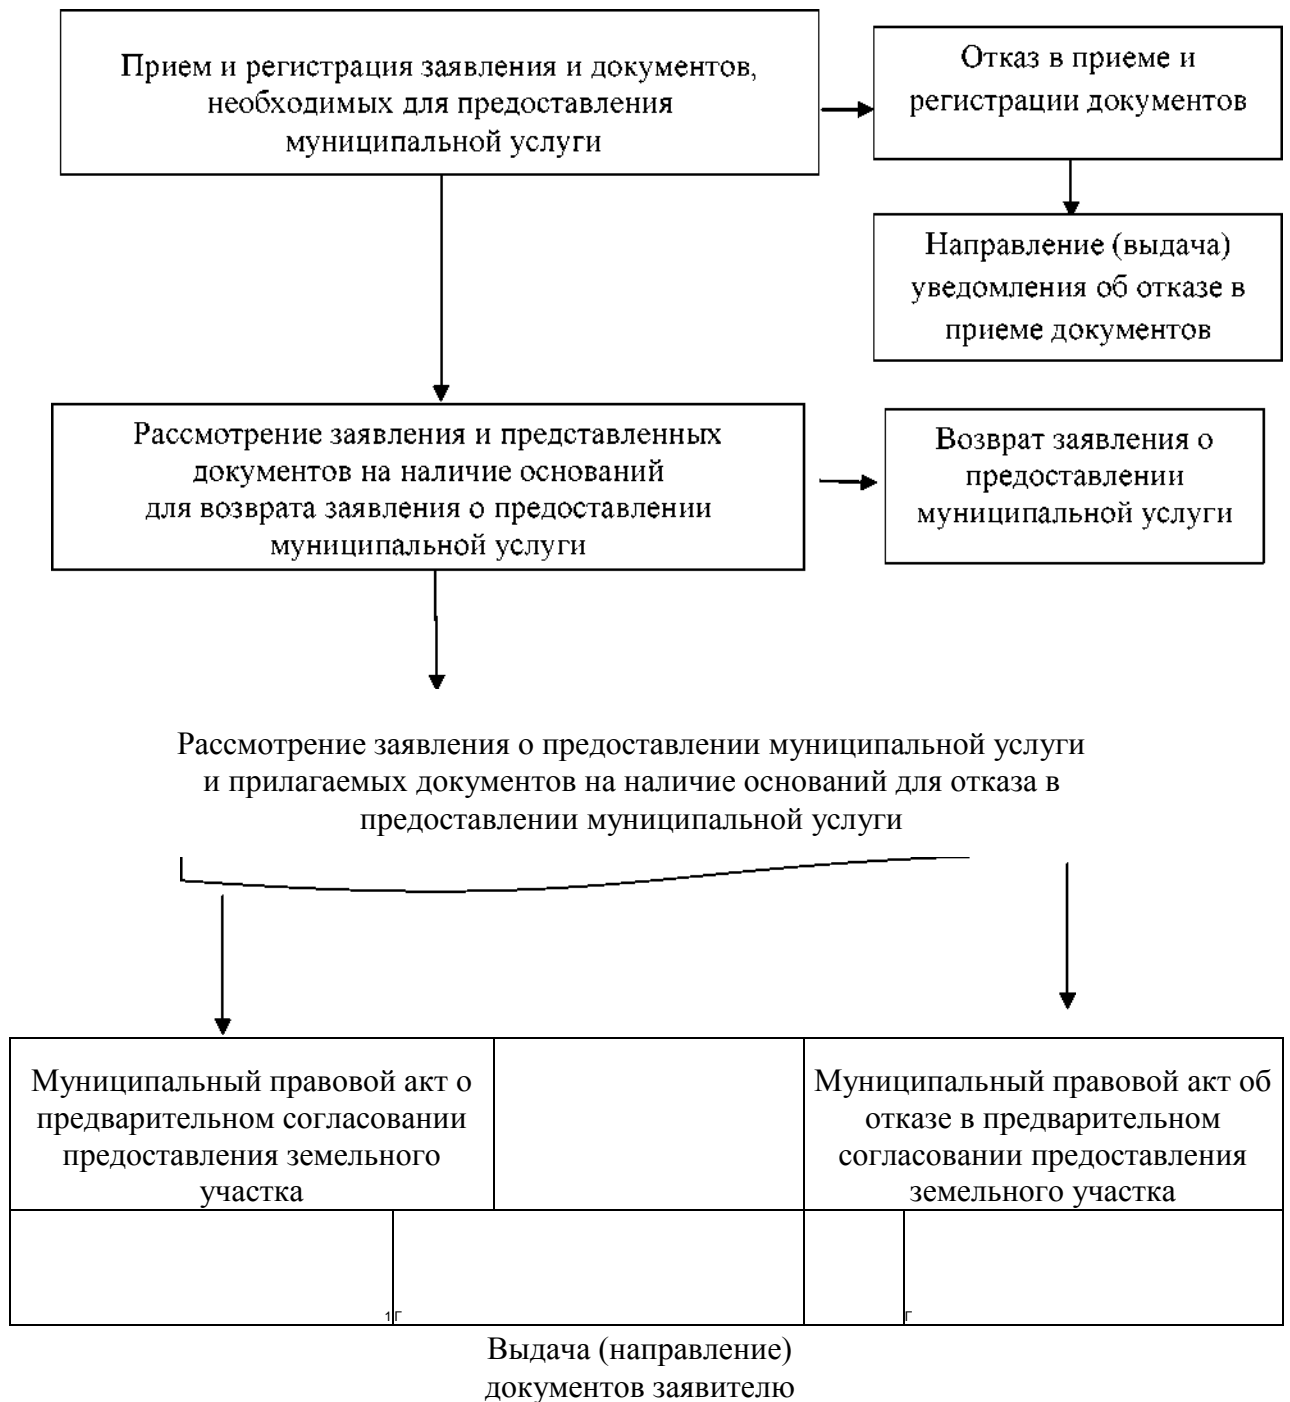 Прием и регистрация заявления и документов,
необходимых для предоставления
муниципальной услуги
Отказ в приеме и
регистрации документов
Направление (выдача)
уведомления об отказе в
приеме документов
Рассмотрение заявления и представленных
документов на наличие оснований
для возврата заявления о предоставлении
муниципальной услуги
Возврат заявления о
предоставлении
муниципальной услуги
Рассмотрение заявления о предоставлении муниципальной услуги
и прилагаемых документов на наличие оснований для отказа в
предоставлении муниципальной услуги
Муниципальный правовой акт о
предварительном согласовании
предоставления земельного
участка
Муниципальный правовой акт об
отказе в предварительном
согласовании предоставления
земельного участка
1 Г
Г
Выдача (направление)
документов заявителю